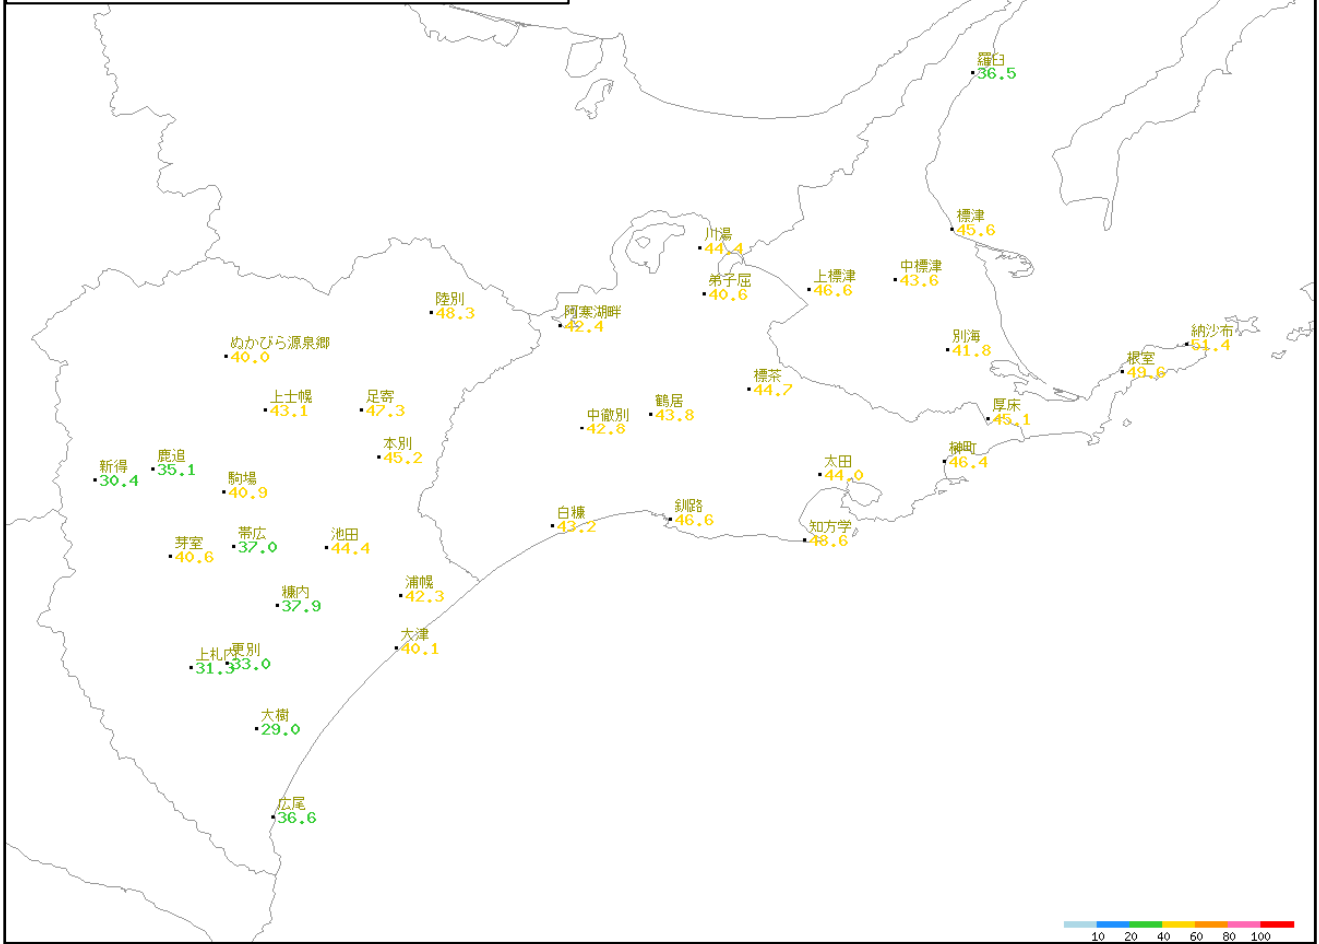 羅臼
36.5
標津
45.6
川湯
44.4
中標津
43.6
上標津
46.6
弟子屈
40.6
陸別
48.3
阿寒湖畔
42.4
納沙布
51.4
別海
41.8
ぬかびら源泉郷
40.0
根室
49.6
標茶
44.7
上士幌
43.1
足寄
47.3
鶴居
43.8
厚床
45.1
中徹別
42.8
本別
45.2
榊町
46.4
鹿追
35.1
新得
30.4
太田
44.0
駒場
40.9
釧路
46.6
白糠
43.2
知方学
48.6
帯広
37.0
池田
44.4
芽室
40.6
浦幌
42.3
糠内
37.9
大津
40.1
更別
33.0
上札内
31.3
大樹
29.0
広尾
36.6
10 20 40 60 80 100